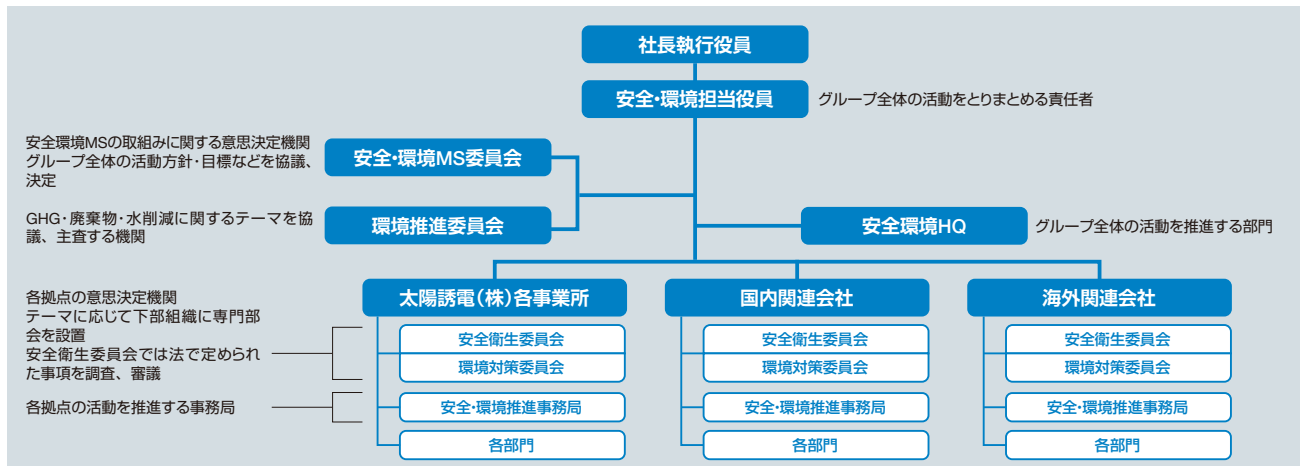 社長執行役員
安全・環境担当役員
グループ全体の活動をとりまとめる責任者
安全環境MSの取組みに関する意思決定機関
グループ全体の活動方針・目標などを協議、
決定
安全・環境MS委員会
GHG・廃棄物・水削減に関するテーマを協
議、主査する機関
環境推進委員会
安全環境HQ
グループ全体の活動を推進する部門
各拠点の意思決定機関
テーマに応じて下部組織に専門部
会を設置
安全衛生委員会では法で定められ
た事項を調査、審議
各拠点の活動を推進する事務局
太陽誘電(株)各事業所
安全衛生委員会
環境対策委員会
安全・環境推進事務局
各部門
国内関連会社
安全衛生委員会
環境対策委員会
安全・環境推進事務局
各部門
海外関連会社
安全衛生委員会
環境対策委員会
安全・環境推進事務局
各部門